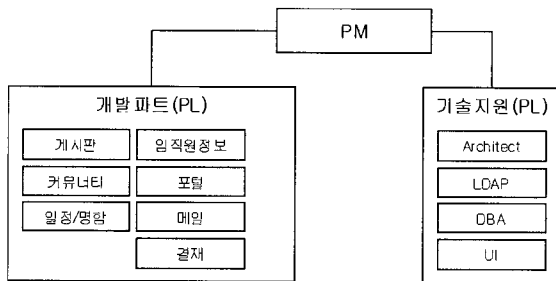 PM
개발파트(PL)
게시판 임직원정보
커뮤니티 포털
일정/명함 메일
결재
기술지원(PL)
Architect
LDAP
DBA
UI